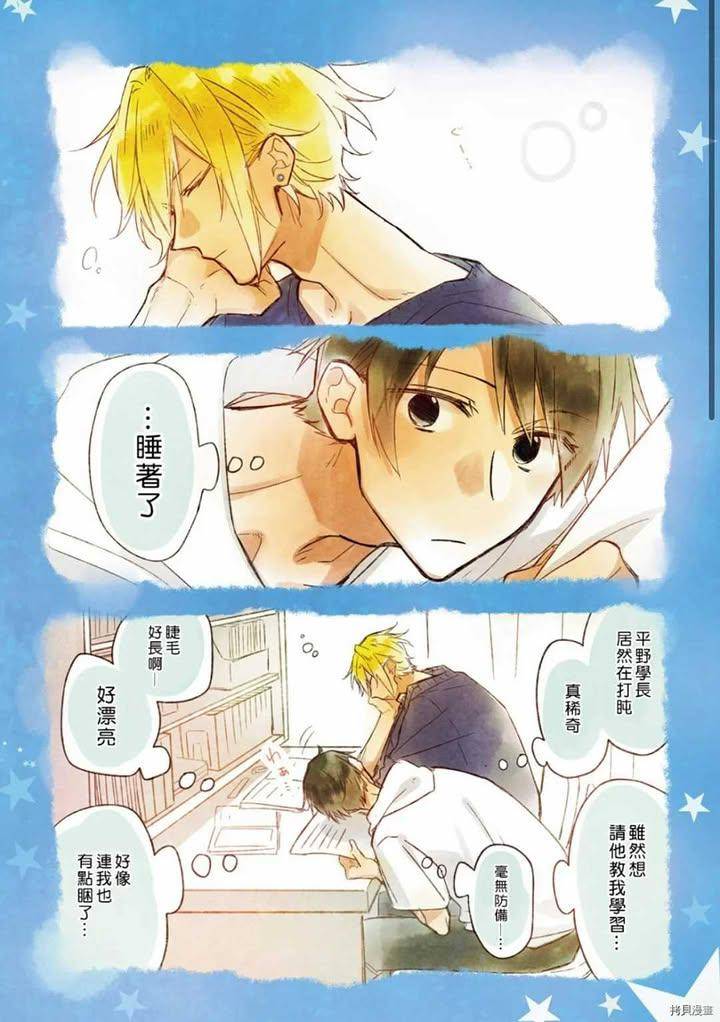 …睡著了
平野學長
居然在打盹
真稀奇
雖然想
請他教我學習…
毫無防備—…
睫毛
好長啊—
好漂亮
好像
連我也
有點睏了…
拷貝漫畫